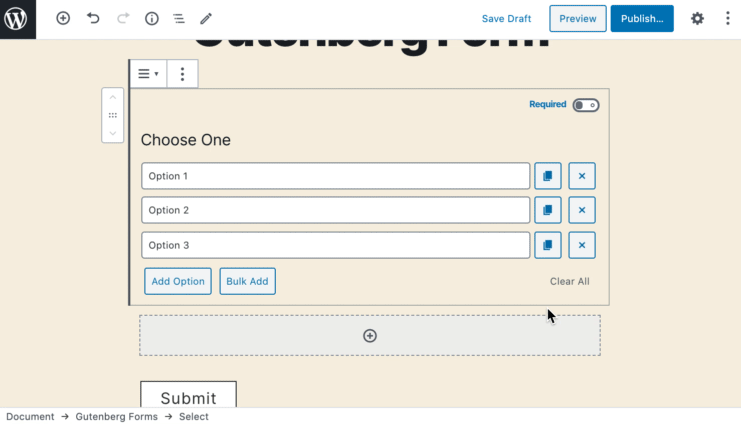 Save Draft Preview Publish...
Gutenberg Form
Required
Choose One
Option 1
Option 2
Option 3
Add Option Bulk Add Clear All
Submit
Document → Gutenberg Forms → Select